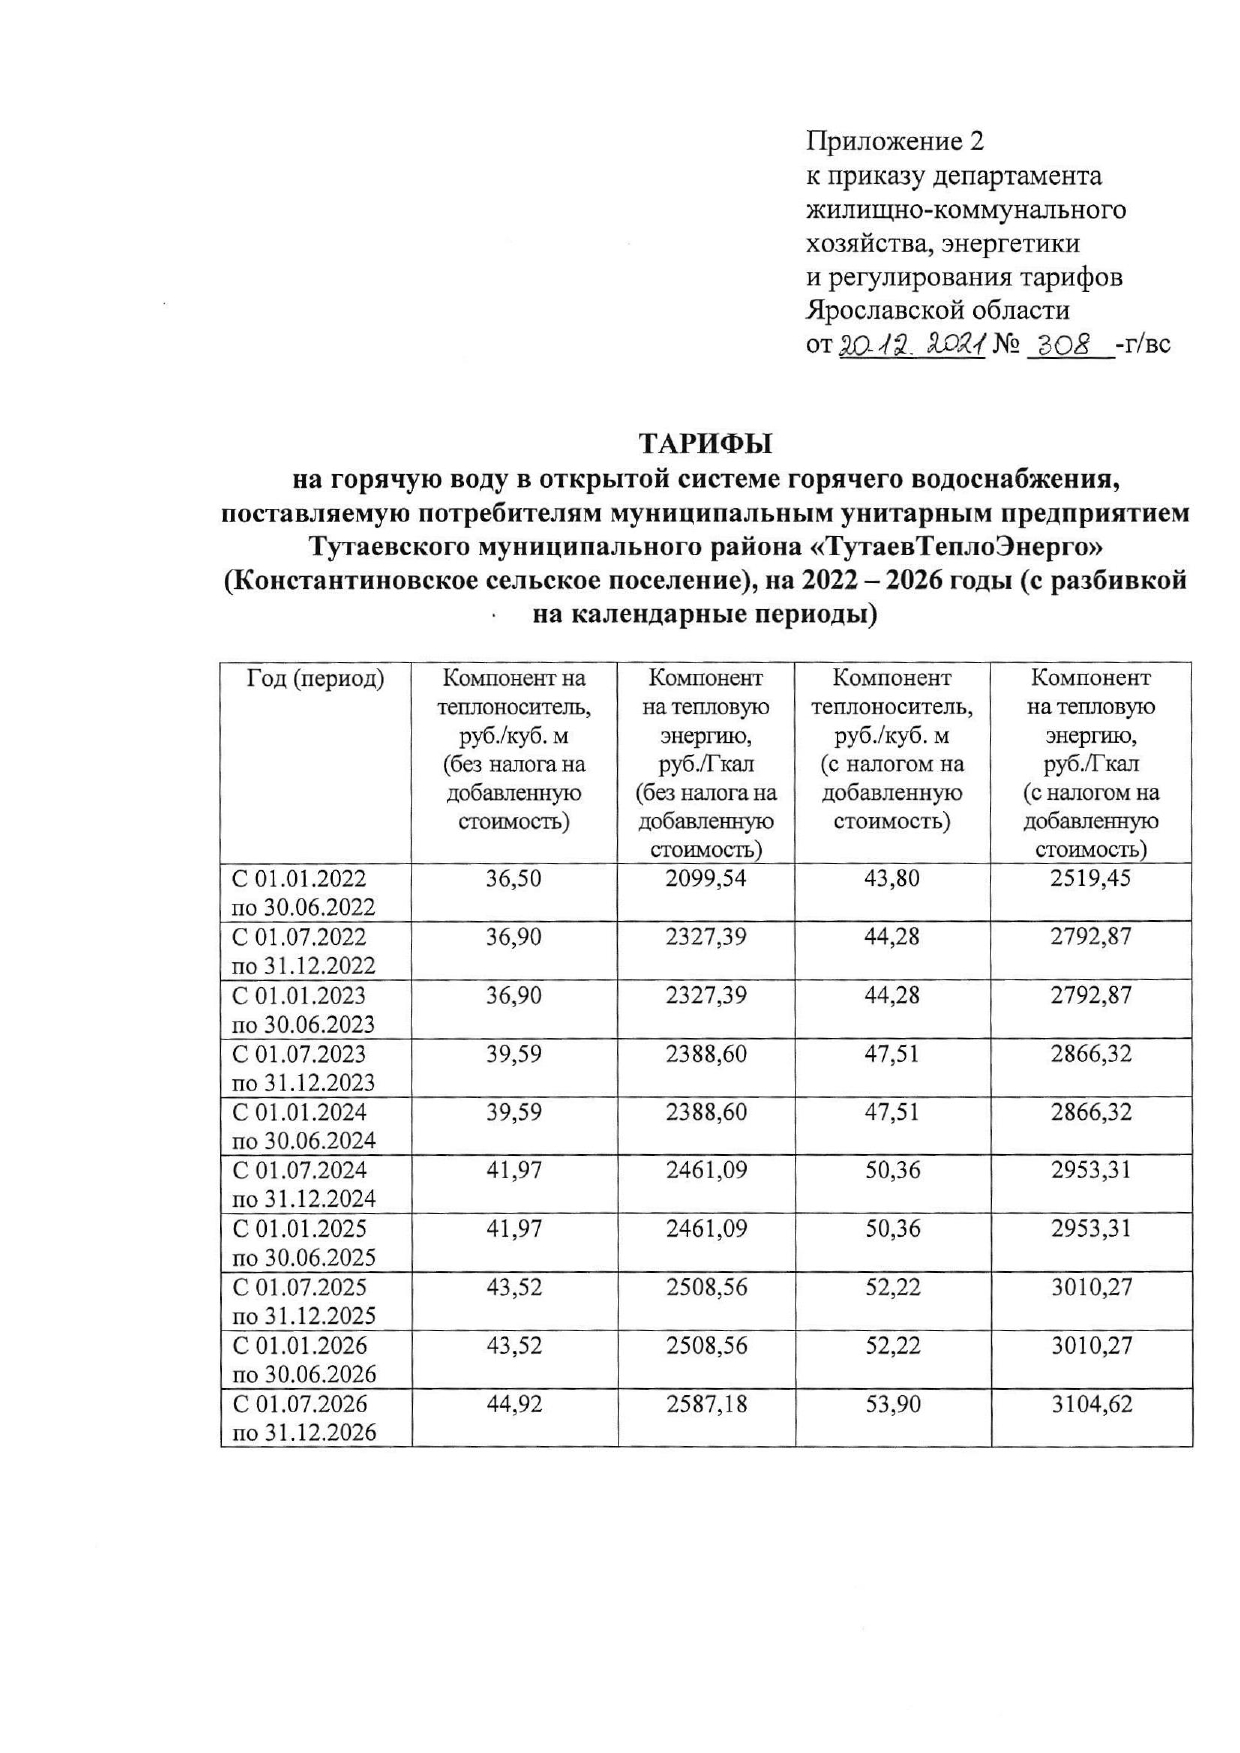 Приложение 2
к приказу департамента
жилищно-коммунального
хозяйства, энергетики
и регулирования тарифов
Ярославской области
от 20.12. 2021 № 308 -г/вс
ТАРИФЫ
на горячую воду в открытой системе горячего водоснабжения,
поставляемую потребителям муниципальным унитарным предприятием
Тутаевского муниципального района «ТутаевТеплоЭнерго»
(Константиновское сельское поселение), на 2022 – 2026 годы (с разбивкой
на календарные периоды)
Год (период)
Компонент на
теплоноситель,
руб./куб. м
(без налога на
добавленную
стоимость)
Компонент
на тепловую
энергию,
руб./Гкал
(без налога на
добавленную
стоимость)
Компонент
теплоноситель,
руб./куб. м
(с налогом на
добавленную
стоимость)
Компонент
на тепловую
энергию,
руб./Гкал
(с налогом на
добавленную
стоимость)
С 01.01.2022 36,50 2099,54 43,80 2519,45
по 30.06.2022
С 01.07.2022 36,90 2327,39 44,28 2792,87
по 31.12.2022
С 01.01.2023 36,90 2327,39 44,28 2792,87
по 30.06.2023
С 01.07.2023 39,59 2388,60 47,51 2866,32
по 31.12.2023
С 01.01.2024 39,59 2388,60 47,51 2866,32
по 30.06.2024
С 01.07.2024 41,97 2461,09 50,36 2953,31
по 31.12.2024
С 01.01.2025 41,97 2461,09 50,36 2953,31
по 30.06.2025
С 01.07.2025 43,52 2508,56 52,22 3010,27
по 31.12.2025
С 01.01.2026 43,52 2508,56 52,22 3010,27
по 30.06.2026
С 01.07.2026 44,92 2587,18 53,90 3104,62
по 31.12.2026